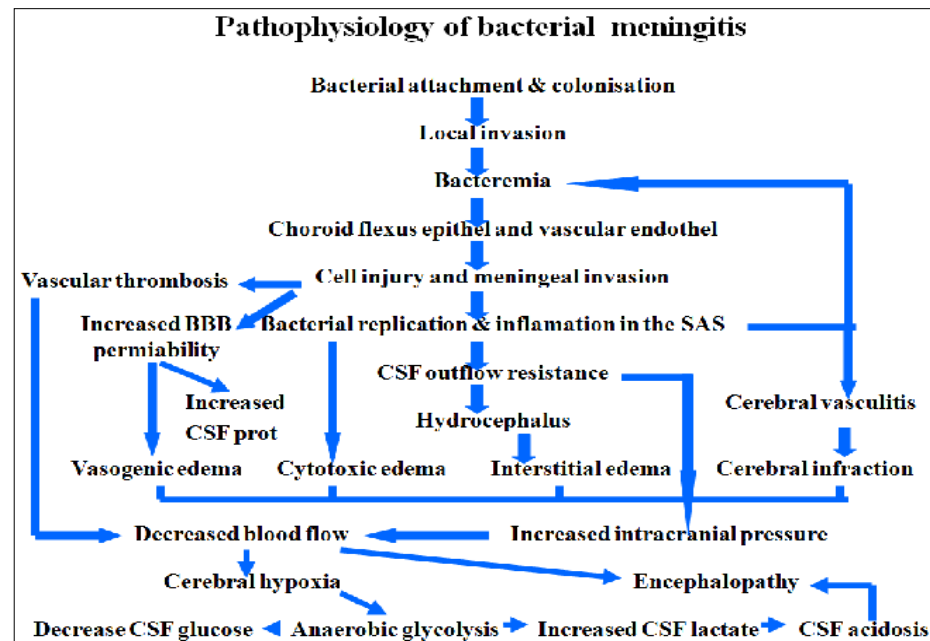 Pathophysiology of bacterial meningitis
Bacterial attachment & colonisation
Local invasion
Bacteremia
Choroid flexus epithel and vascular endothel
Vascular thrombosis
Cell injury and meningeal invasion
Increased BBB
permiability
Bacterial replication & inflamation in the SAS
CSF outflow resistance
Increased
CSF prot
Hydrocephalus
Cerebral vasculitis
Vasogenic edema
Cytotoxic edema
Interstitial edema
Cerebral infraction
Decreased blood flow
Increased intracranial pressure
Cerebral hypoxia
Encephalopathy
Decrease CSF glucose
Anaerobic glycolysis
Increased CSF lactate
CSF acidosis